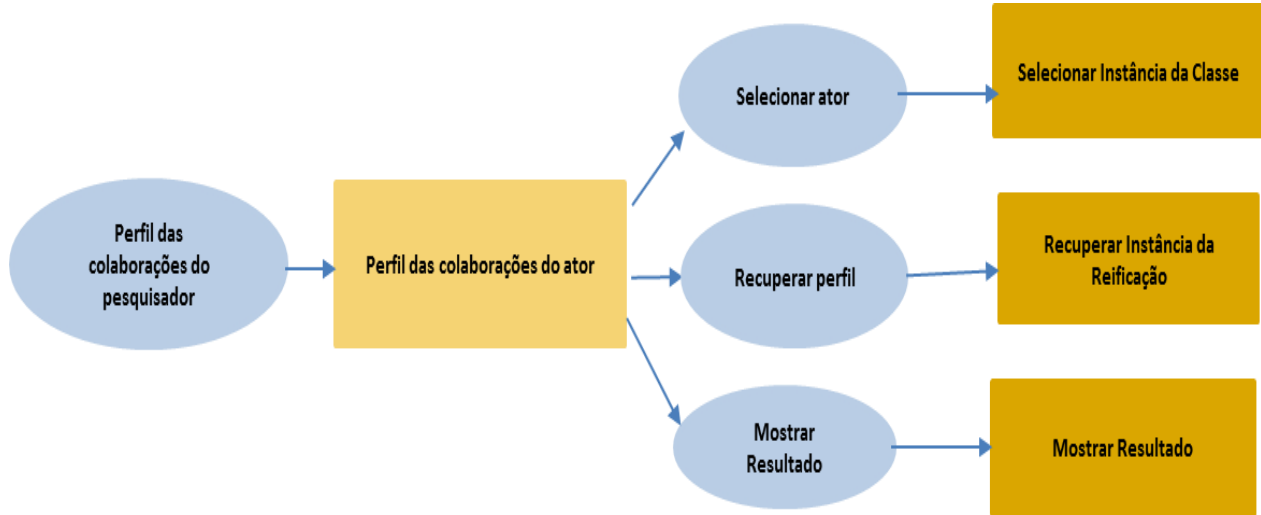 Perfil das
colaborações do
pesquisador
Perfil das colaborações do ator
Selecionar ator
Selecionar Instância da Classe
Recuperar perfil
Recuperar Instância da
Reificação
Mostrar
Resultado
Mostrar Resultado